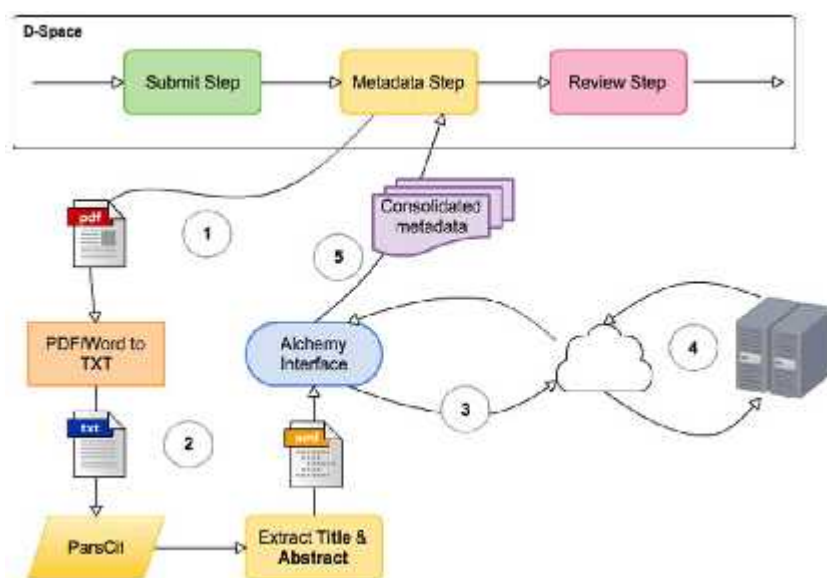 D-Space
Submit Step
Metadata Step
Review Step
pdf
1
Consolidated
metadata
5
PDF/Word to
TXT
Alchemy
Interface
4
3
txt
2
xml
ParsCit
Extract Title &
Abstract